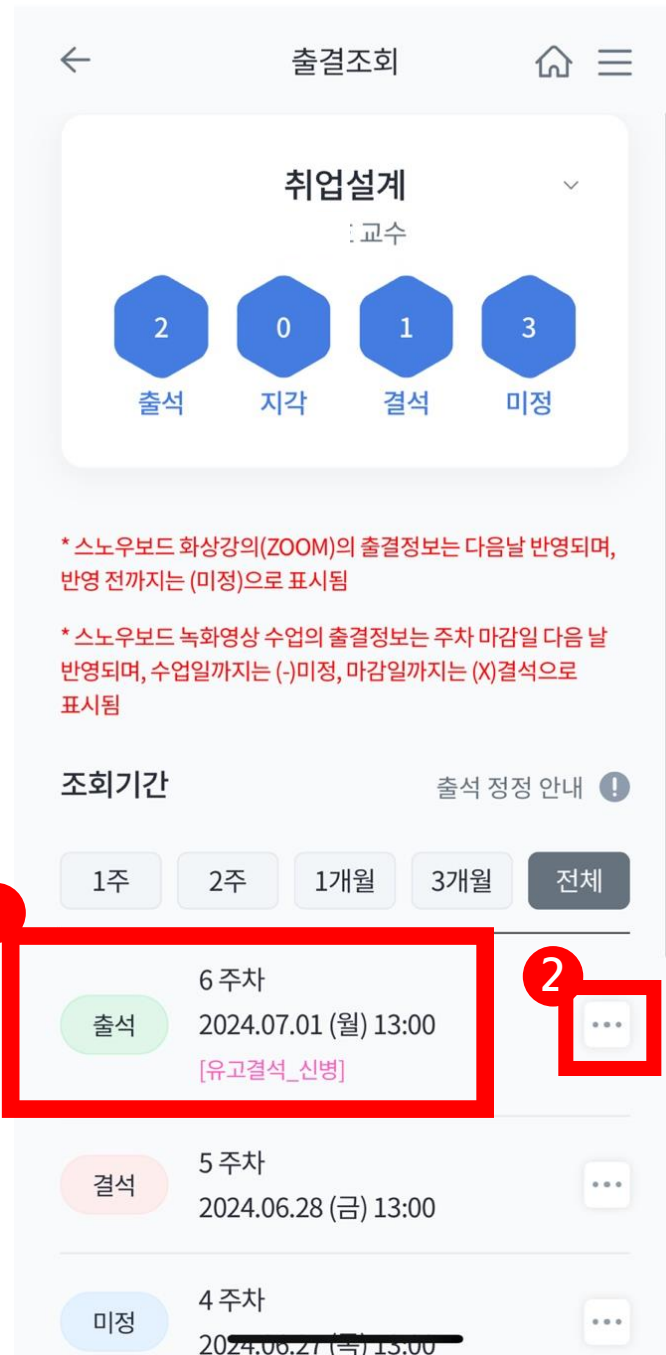 출결조회
취업설계
교수
2 0 1 3
출석 지각 결석 미정
* 스노우보드 화상강의(ZOOM)의 출결정보는 다음날 반영되며,
반영 전까지는 (미정)으로 표시됨
* 스노우보드 녹화영상 수업의 출결정보는 주차 마감일 다음 날
반영되며, 수업일까지는 (-)미정, 마감일까지는 (X)결석으로
표시됨
조회기간 출석 정정 안내 !
1주 2주 1개월 3개월 전체
6 주차
2
출석 2024.07.01 (월) 13:00
[유고결석_신병]
5 주차
결석 2024.06.28 (금) 13:00
4 주차
미정 2024.06.27 (목) 13:00